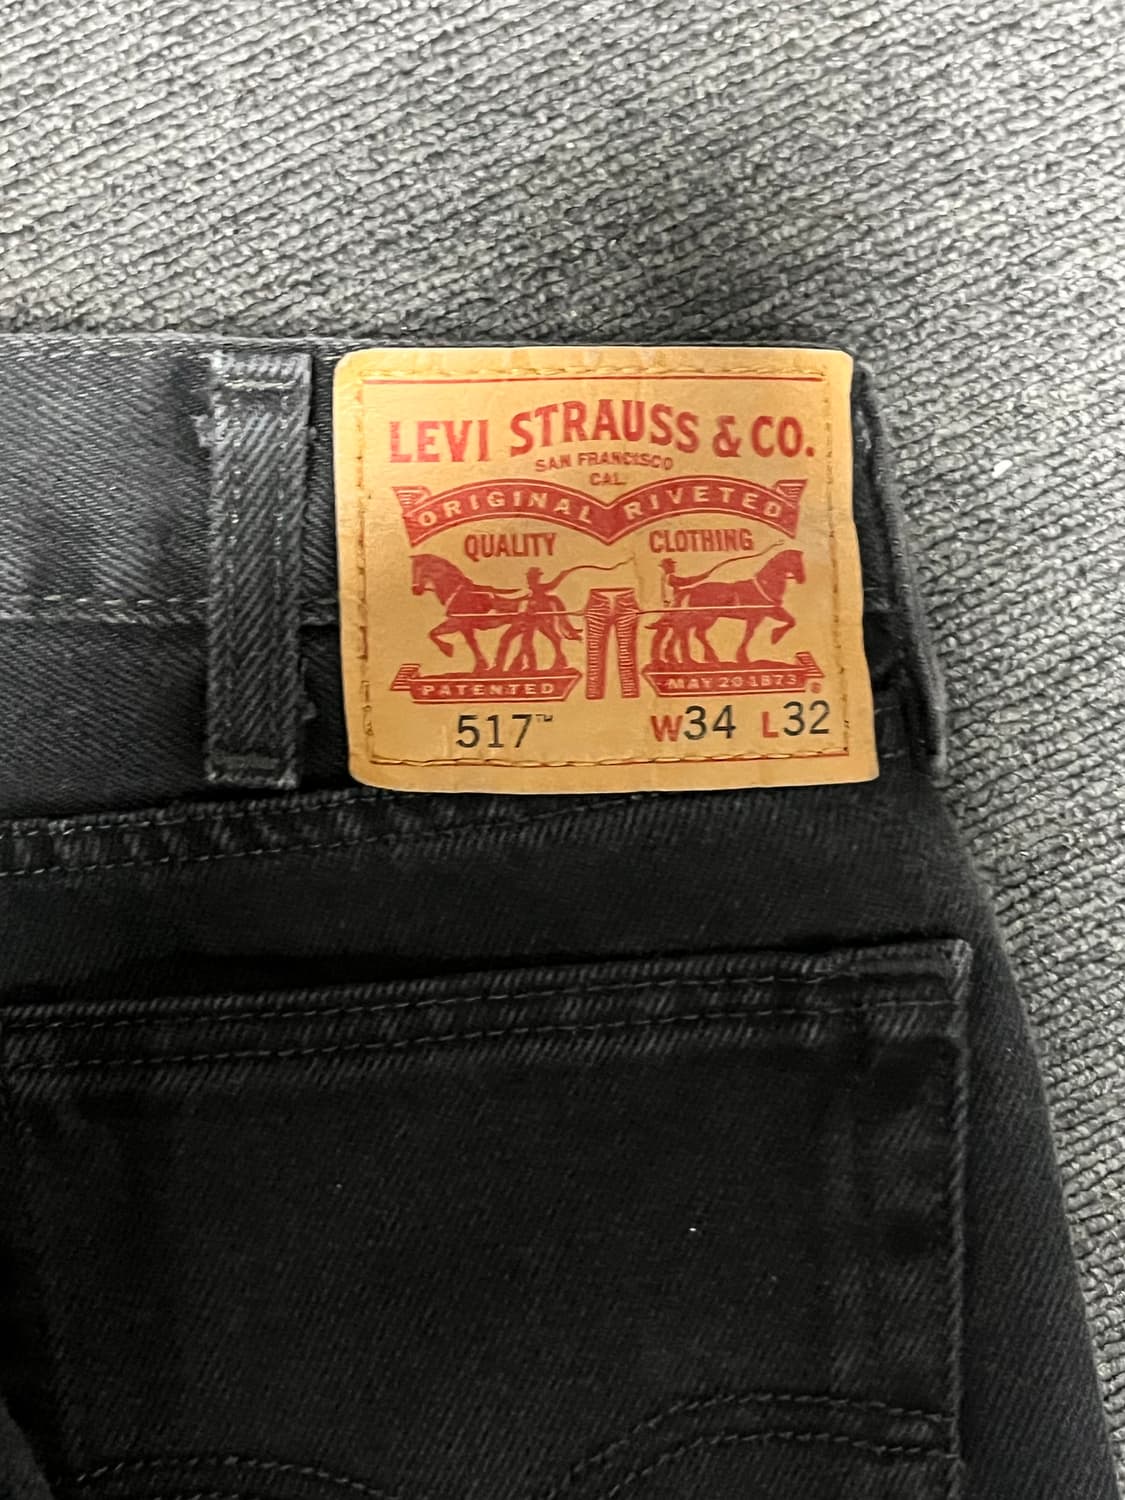 LEVI STRAUSS & CO.
SAN FRANCISCO
CAL.
ORIGINAL RIVETED
QUALITY CLOTHING
PATENTED MAY 20 1873 ®
517™ W34 L32